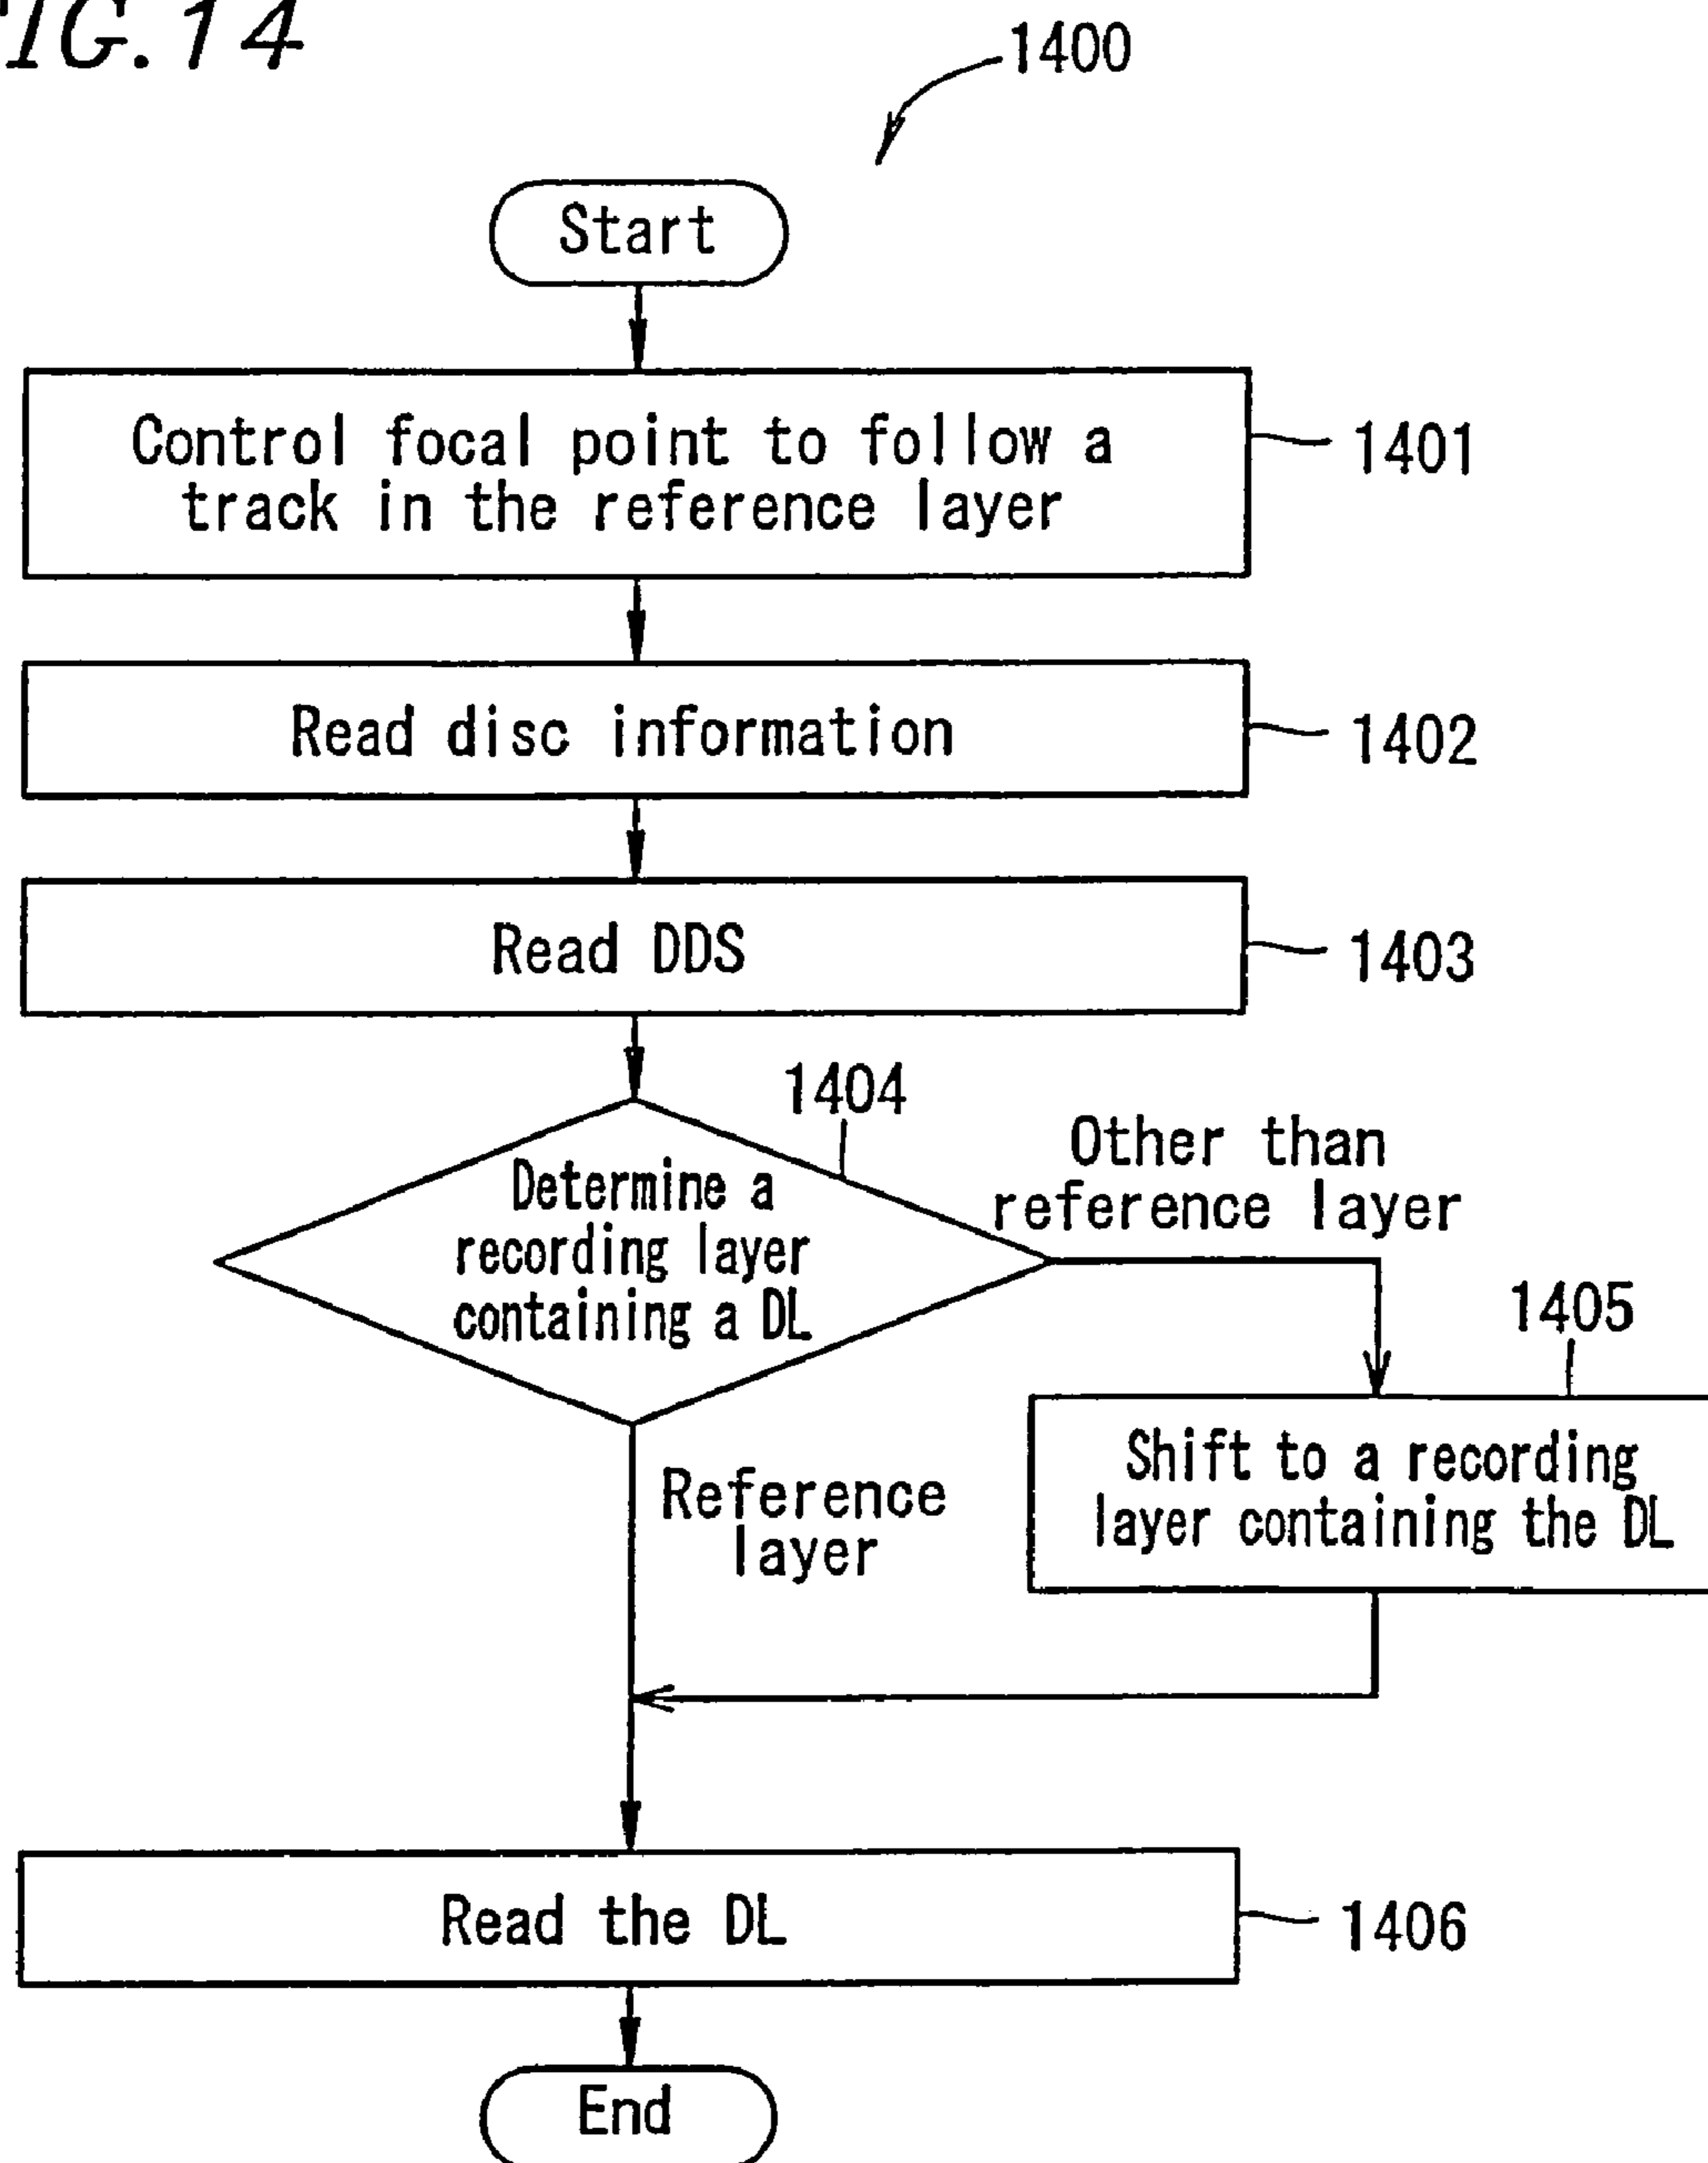 FIG. 14
1400
Start
Control focal point to follow a
track in the reference layer
1401
Read disc information
1402
Read DDS
1403
1404
Determine a
recording layer
containing a DL
Other than
reference layer
1405
Shift to a recording
layer containing the DL
Reference
layer
Read the DL
1406
End